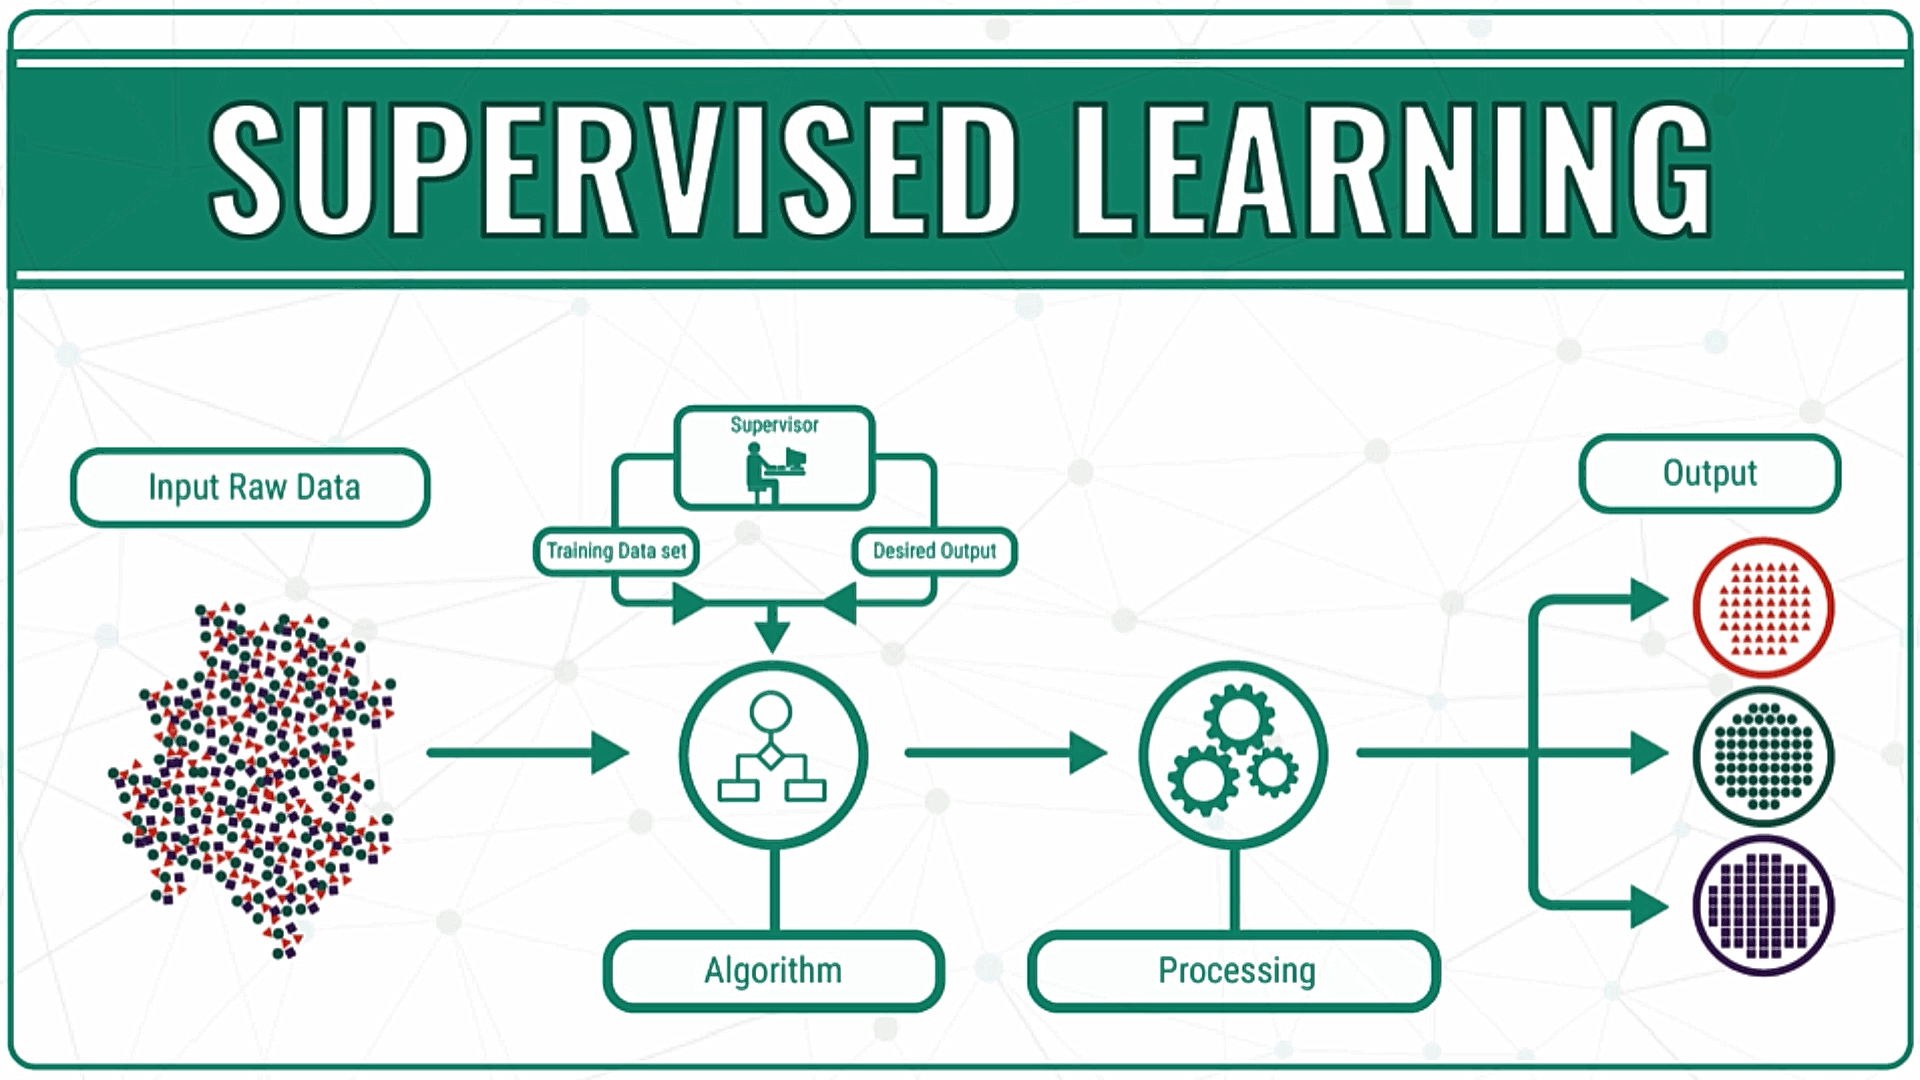 SUPERVISED LEARNING
Supervisor
Input Raw Data
Output
Training Data set
Desired Output
Algorithm
Processing